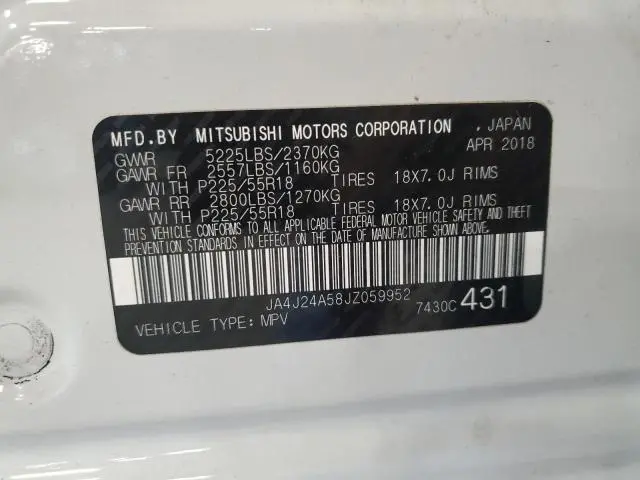 MFD.BY MITSUBISHI MOTORS CORPORATION , JAPAN
GVWR 5225LBS/2370KG APR 2018
GAWR FR 2557LBS/1160KG
WITH P225/55R18 TIRES 18X7.0J RIMS
GAWR RR 2800LBS/1270KG
WITH P225/55R18 TIRES 18X7.0J RIMS
THIS VEHICLE CONFORMS TO ALL APPLICABLE FEDERAL MOTOR VEHICLE SAFETY AND THEFT
PREVENTION STANDARDS IN EFFECT ON THE DATE OF MANUFACTURE SHOWN ABOVE.
JA4J24A58JZ059952
VEHICLE TYPE: MPV 7430C 431